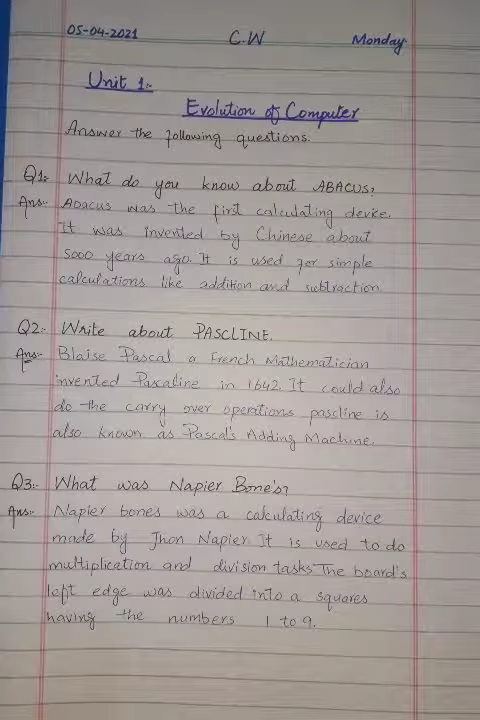 05-04-2021 C.W Monday
Unit 1:-
Evolution of Computer
Answer the following questions.
Q1:- What do you know about ABACUS?
Ans:- Abacus was the first calculating device.
It was invented by Chinese about
5000 years ago. It is used for simple
calculations like addition and subtraction
Q2:- Write about PASCLINE.
Ans:- Blaise Pascal a French Mathematician
invented Pascaline in 1642. It could also
do the carry over operations pascline is
also known as Pascal's Adding Machine.
Q3:- What was Napier Bone's?
Ans:- Napier bones was a calculating device
made by Jhon Napier It is used to do
multiplication and division tasks The board's
left edge was divided into a squares
having the numbers 1 to 9.